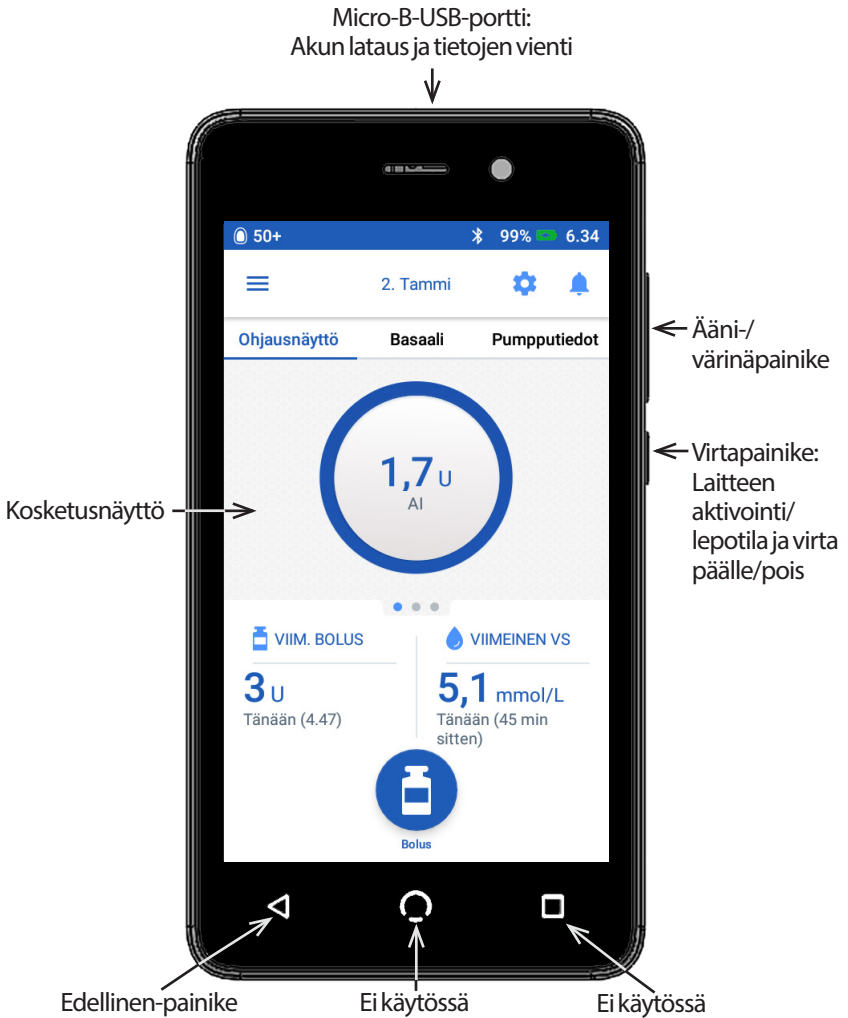 Micro-B-USB-portti:
Akun lataus ja tietojen vienti
50+
99%
6.34
2. Tammi
Ohjausnäyttö
Basaali
Pumpputiedot
Ääni-/
värinäpainike
1,7 U
AI
Virtapainike:
Laitteen
aktivointi/
lepotila ja virta
päälle/pois
Kosketusnäyttö
VIIM. BOLUS
3 U
Tänään (4.47)
VIIMEINEN VS
5,1 mmol/L
Tänään (45 min
sitten)
Bolus
Edellinen-painike
Ei käytössä
Ei käytössä